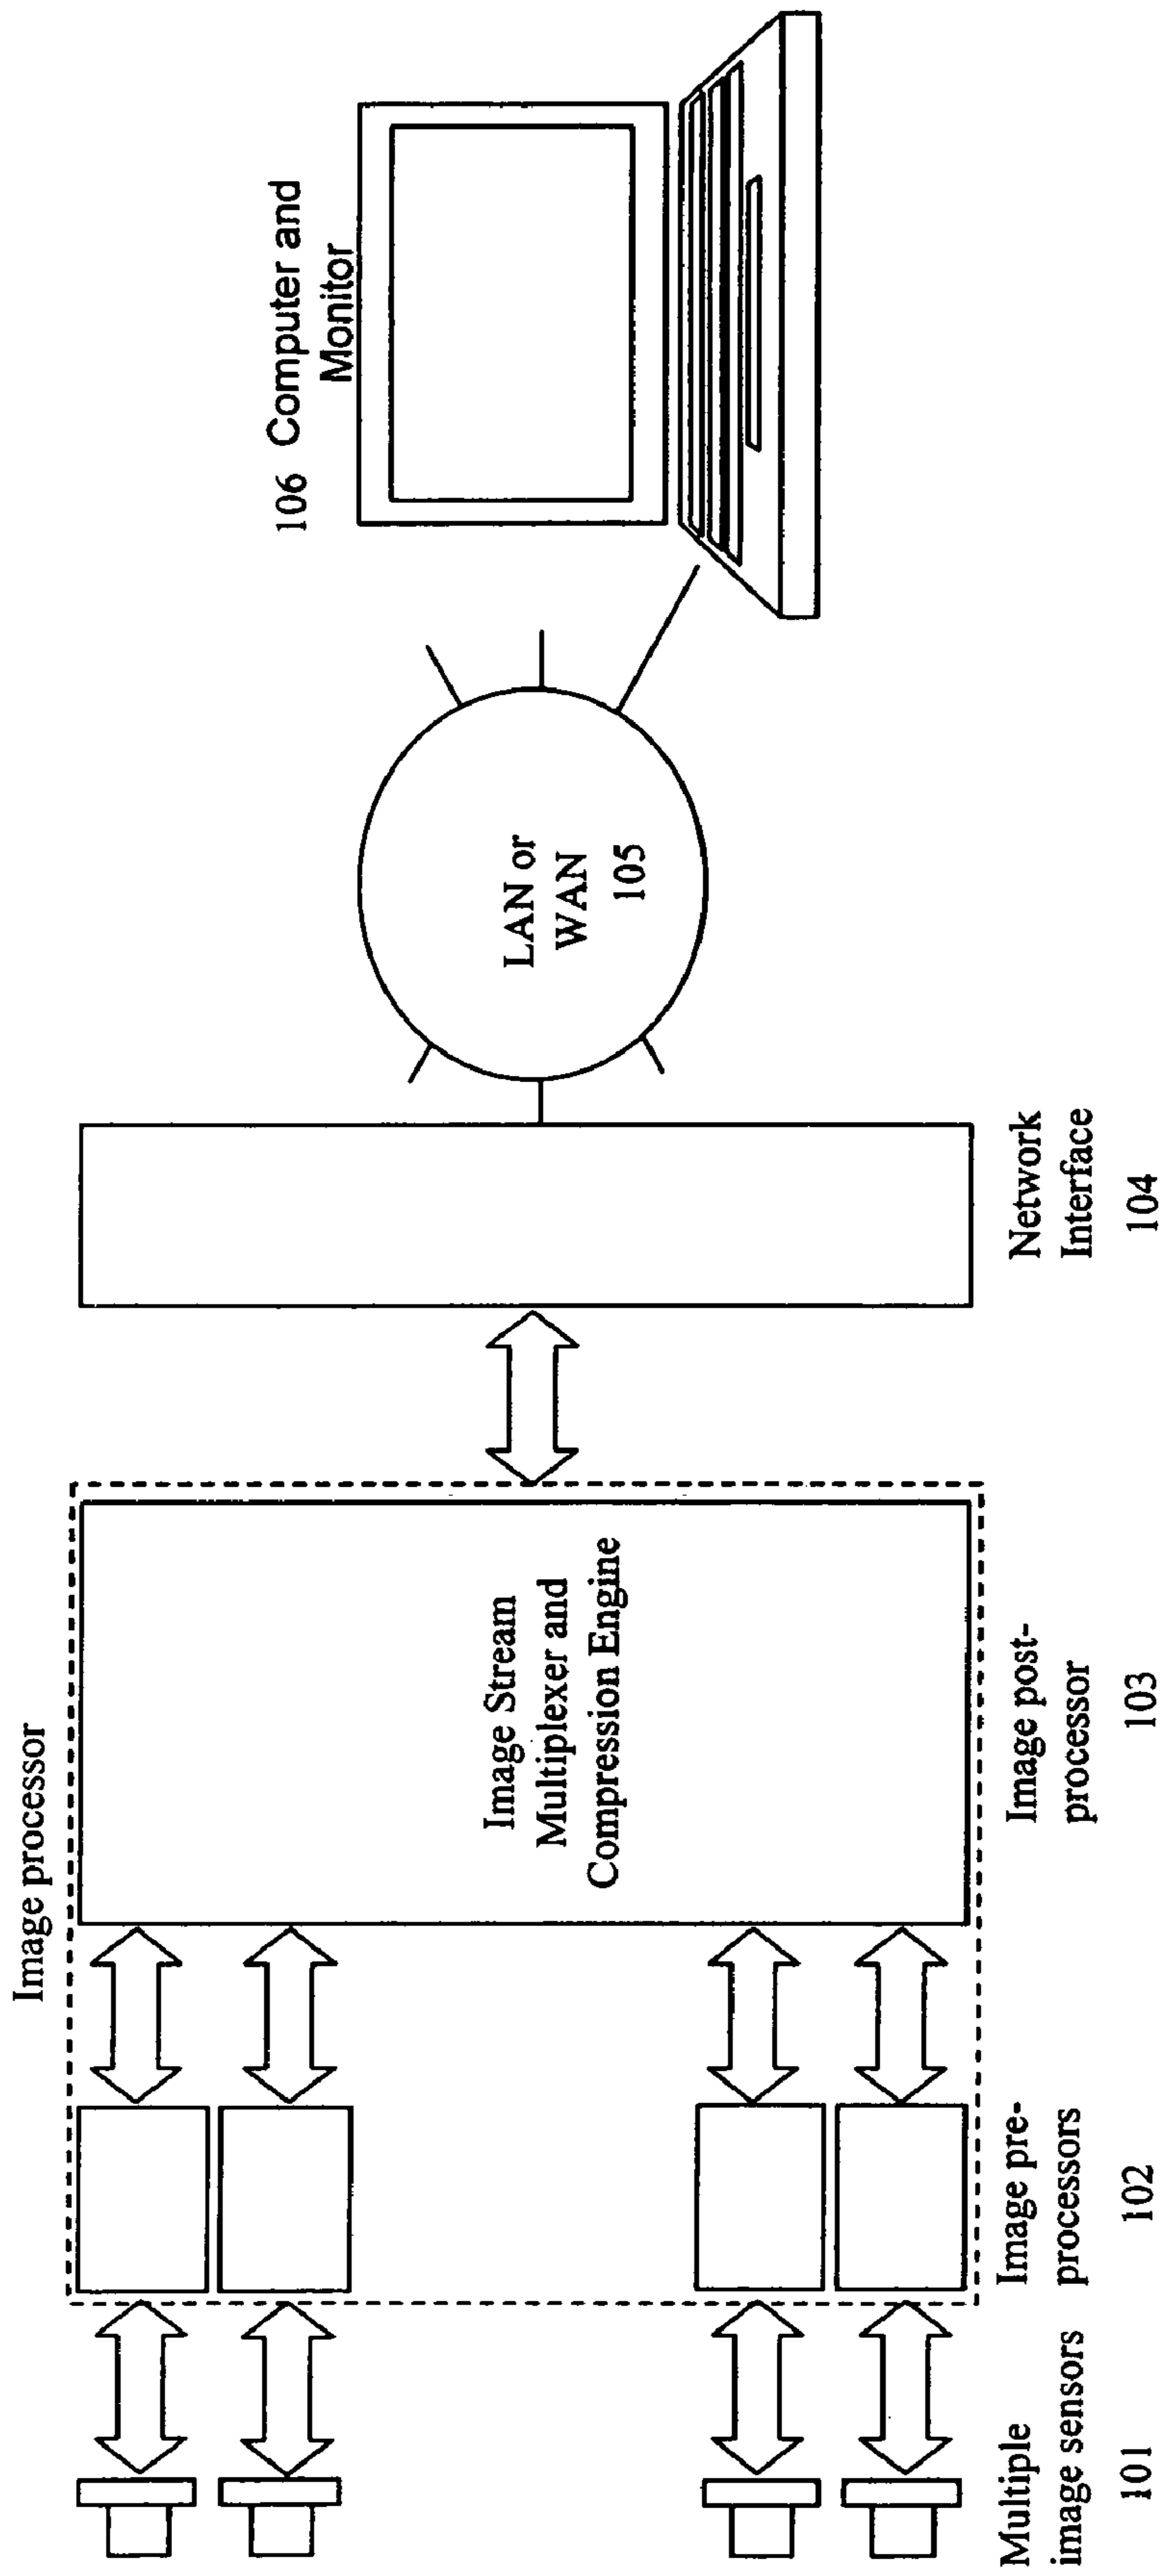 Image processor
106 Computer and
Monitor
Image Stream
Multiplexer and
Compression Engine
LAN or
WAN
105
Multiple
image sensors
101
Image pre-
processors
102
Image post-
processor
103
Network
Interface
104